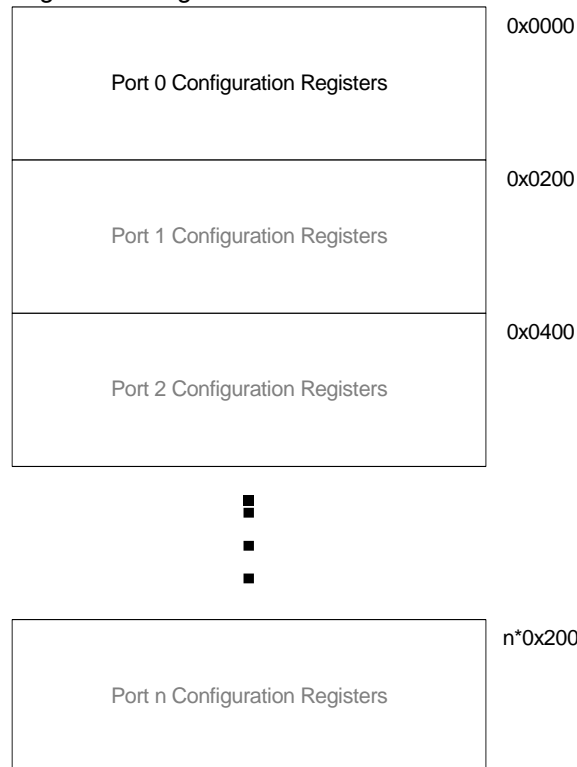 0x0000
Port 0 Configuration Registers
0x0200
Port 1 Configuration Registers
0x0400
Port 2 Configuration Registers
n*0x200
Port n Configuration Registers